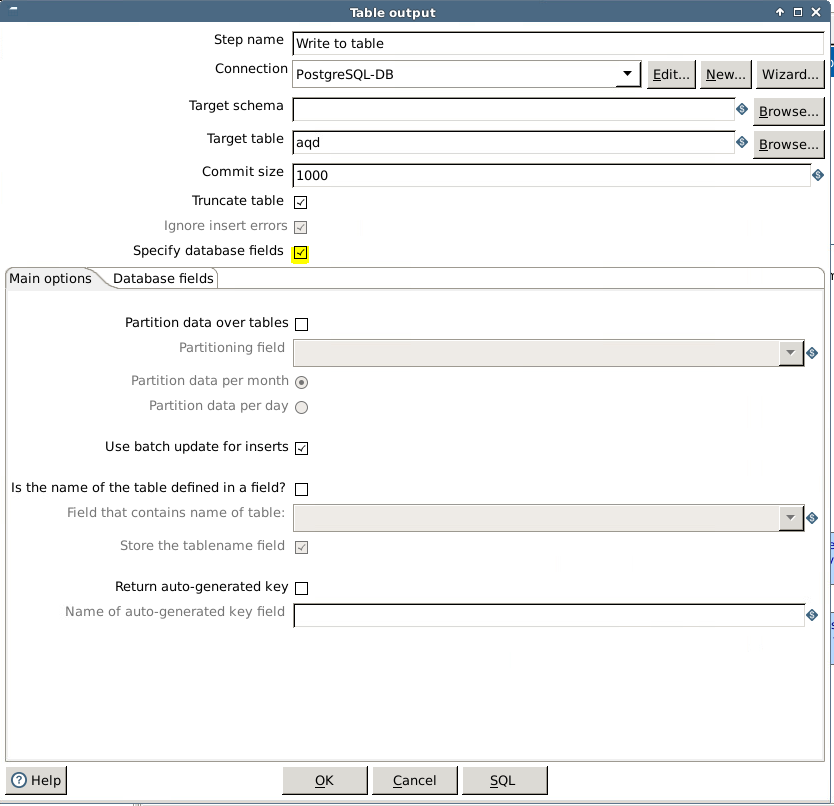 Table output
Step name Write to table
Connection PostgreSQL-DB Edit... New... Wizard...
Target schema Browse...
Target table aqd Browse...
Commit size 1000
Truncate table
Ignore insert errors
Specify database fields
Main options Database fields
Partition data over tables
Partitioning field
Partition data per month
Partition data per day
Use batch update for inserts
Is the name of the table defined in a field?
Field that contains name of table:
Store the tablename field
Return auto-generated key
Name of auto-generated key field
Help OK Cancel SQL